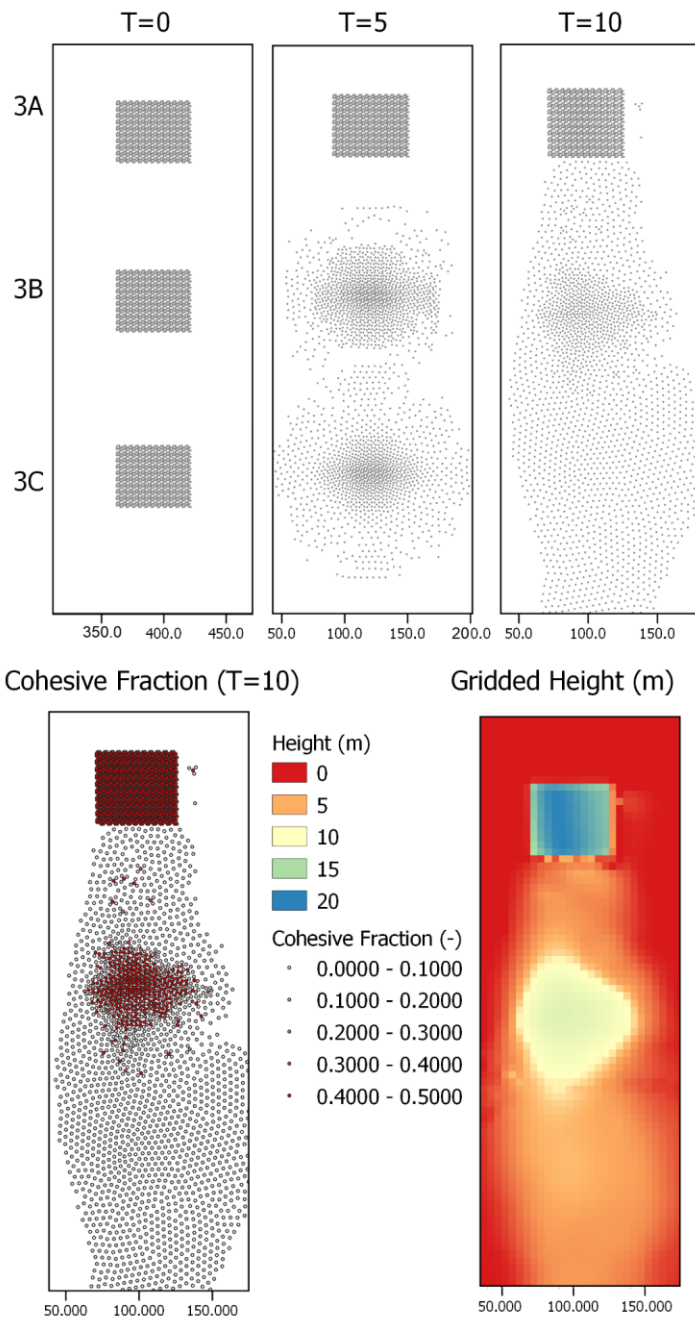 T=0 T=5 T=10
3A
3B
3C
350.0 400.0 450.0 50.0 100.0 150.0 200.0 50.0 100.0 150.0
Cohesive Fraction (T=10) Gridded Height (m)
Height (m)
0
5
10
15
20
Cohesive Fraction (-)
0.0000 - 0.1000
0.1000 - 0.2000
0.2000 - 0.3000
0.3000 - 0.4000
0.4000 - 0.5000
50.000 100.000 150.000 50.000 100.000 150.000